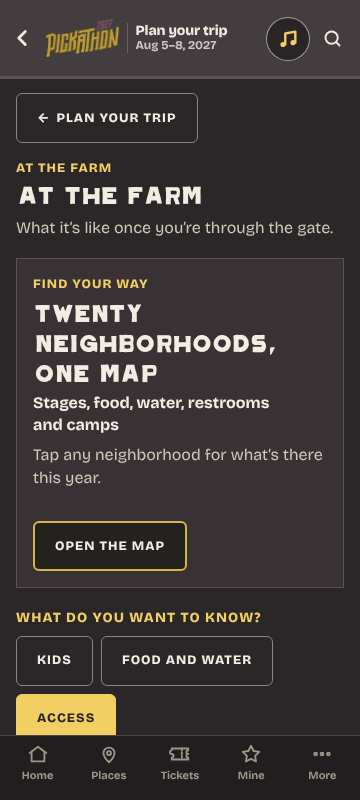 PICKATHON
Plan your trip
Aug 5–8, 2027
← PLAN YOUR TRIP
AT THE FARM
AT THE FARM
What it's like once you're through the gate.
FIND YOUR WAY
TWENTY
NEIGHBORHOODS,
ONE MAP
Stages, food, water, restrooms
and camps
Tap any neighborhood for what's there
this year.
OPEN THE MAP
WHAT DO YOU WANT TO KNOW?
KIDS
FOOD AND WATER
ACCESS
Home
Places
Tickets
Mine
More